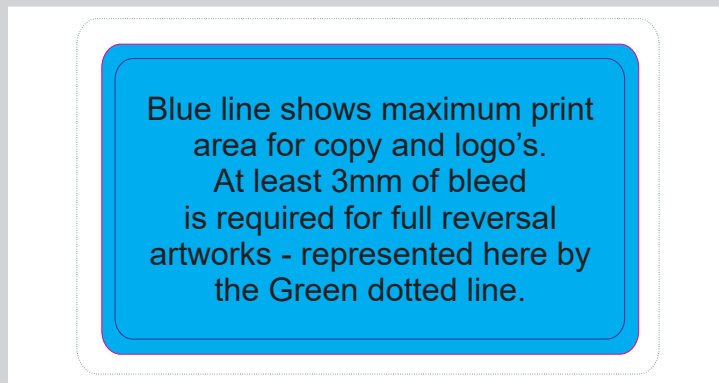 Blue line shows maximum print
area for copy and logo’s.
At least 3mm of bleed
is required for full reversal
artworks - represented here by
the Green dotted line.